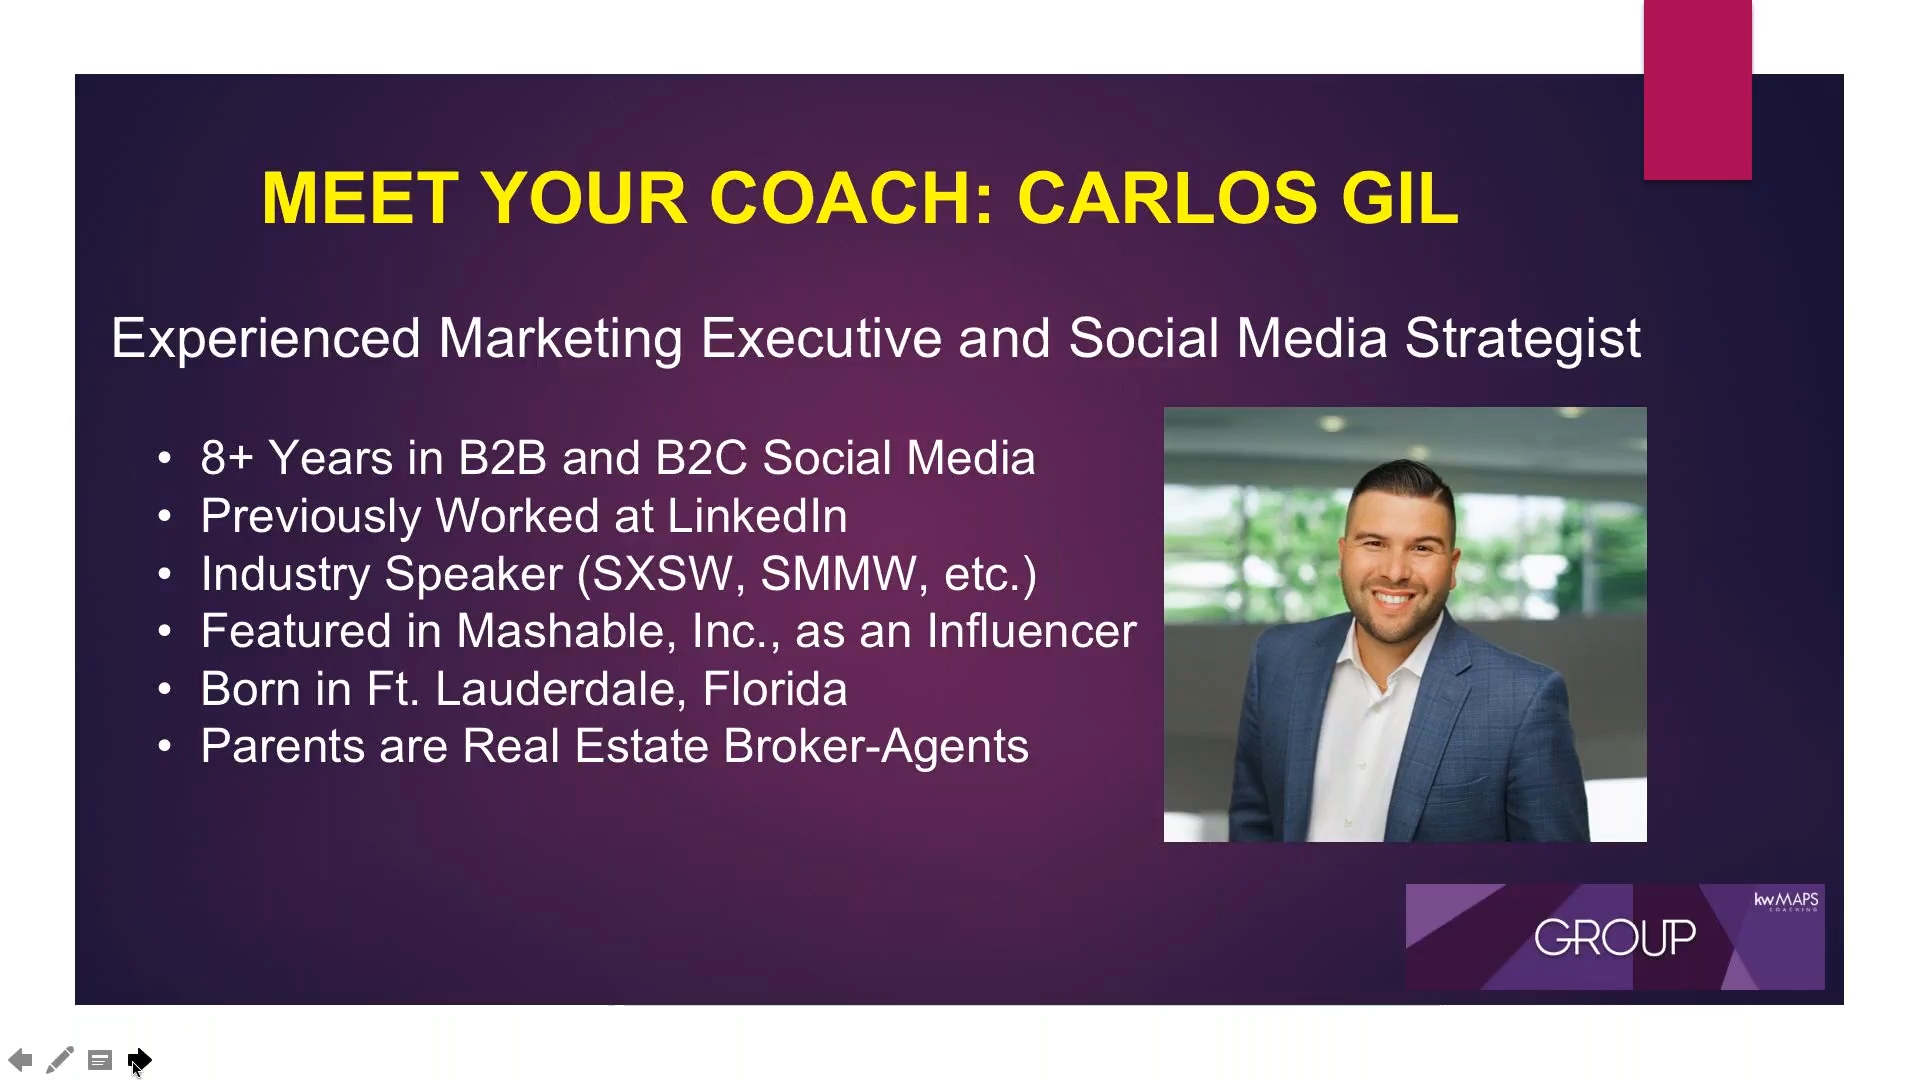 MEET YOUR COACH: CARLOS GIL
Experienced Marketing Executive and Social Media Strategist
• 8+ Years in B2B and B2C Social Media
• Previously Worked at LinkedIn
• Industry Speaker (SXSW, SMMW, etc.)
• Featured in Mashable, Inc., as an Influencer
• Born in Ft. Lauderdale, Florida
• Parents are Real Estate Broker-Agents
kwMAPS
COACHING
GROUP